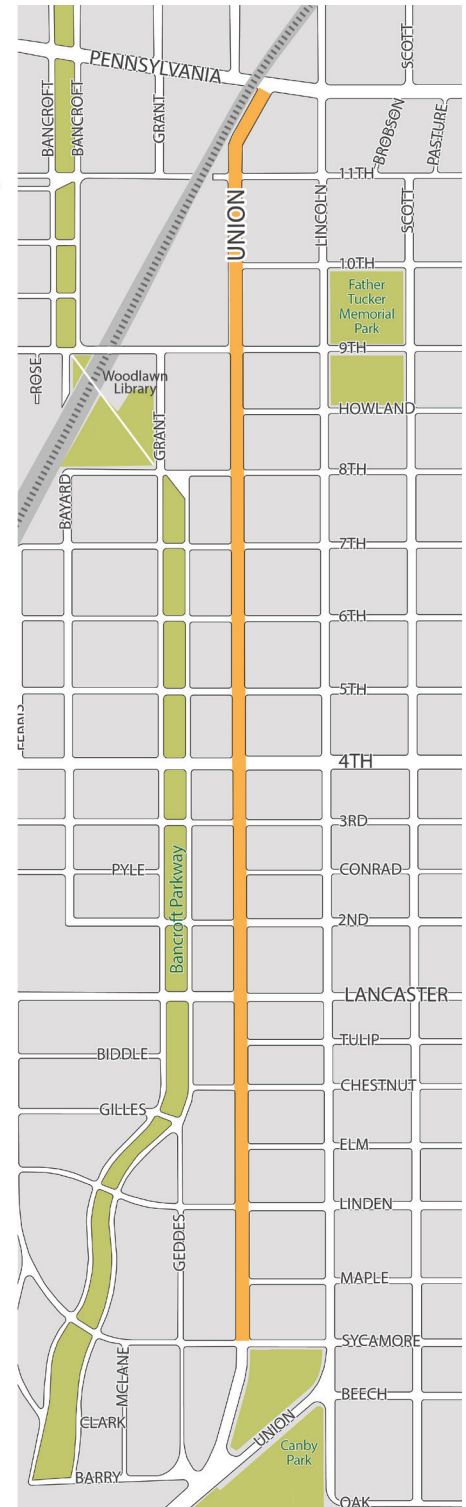 SCOTT
PENNSYLVANIA
BANCROFT
BANCROFT
GRANT
BROBSON
PASTURE
11TH
UNION
LINCOLN
SCOTT
10TH
Father
Tucker
Memorial
Park
9TH
ROSE
Woodlawn
Library
HOWLAND
GRANT
8TH
BAYARD
7TH
6TH
5TH
FERRIS
4TH
3RD
PYLE
CONRAD
Bancroft Parkway
2ND
LANCASTER
TULIP
BIDDLE
CHESTNUT
GILLES
ELM
LINDEN
GEDDES
MAPLE
SYCAMORE
MCLANE
BEECH
CLARK
UNION
Canby
Park
BARRY
OAK